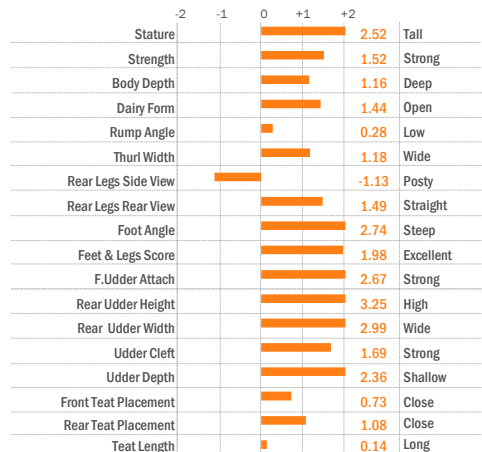 -2 -1 0 +1 +2
Stature 2.52 Tall
Strength 1.52 Strong
Body Depth 1.16 Deep
Dairy Form 1.44 Open
Rump Angle 0.28 Low
Thurl Width 1.18 Wide
Rear Legs Side View -1.13 Posty
Rear Legs Rear View 1.49 Straight
Foot Angle 2.74 Steep
Feet & Legs Score 1.98 Excellent
F.Udder Attach 2.67 Strong
Rear Udder Height 3.25 High
Rear Udder Width 2.99 Wide
Udder Cleft 1.69 Strong
Udder Depth 2.36 Shallow
Front Teat Placement 0.73 Close
Rear Teat Placement 1.08 Close
Teat Length 0.14 Long